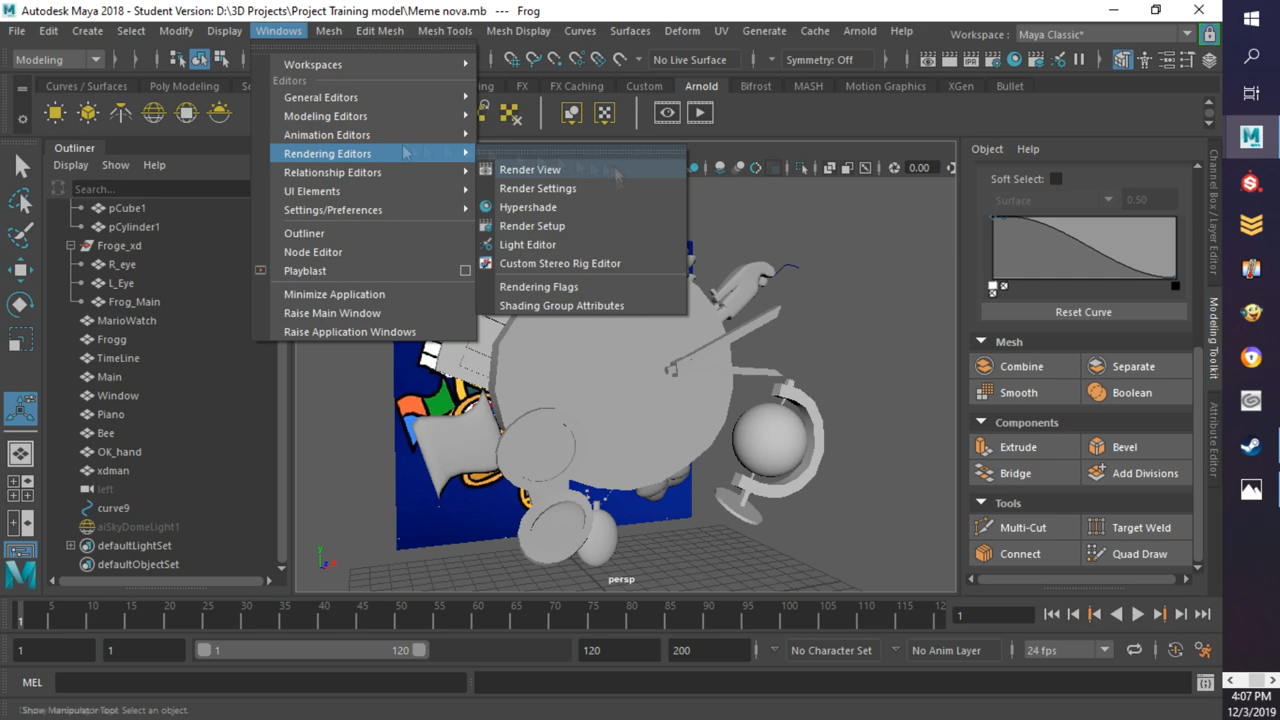 Autodesk Maya 2018 - Student Version: D:\3D Projects\Project Training model\Meme nova.mb --- Frog
File Edit Create Select Modify Display Windows Mesh Edit Mesh Mesh Tools Mesh Display Curves Surfaces Deform UV Generate Cache Arnold Help Workspace : Maya Classic*
Modeling No Live Surface Symmetry: Off
Curves / Surfaces Poly Modeling FX FX Caching Custom Arnold Bifrost MASH Motion Graphics XGen Bullet
Workspaces
Editors
General Editors
Modeling Editors
Animation Editors
Rendering Editors
Relationship Editors
UI Elements
Settings/Preferences
Outliner
Node Editor
Playblast
Minimize Application
Raise Main Window
Raise Application Windows
Render View
Render Settings
Hypershade
Render Setup
Light Editor
Custom Stereo Rig Editor
Rendering Flags
Shading Group Attributes
Outliner
Display Show Help
Search...
pCube1
pCylinder1
Froge_xd
R_eye
L_Eye
Frog_Main
MarioWatch
Frogg
TimeLine
Main
Window
Piano
Bee
OK_hand
xdman
left
curve9
aiSkyDomeLight1
defaultLightSet
defaultObjectSet
0.00
persp
Object Help
Soft Select:
Surface 0.50
Reset Curve
Mesh
Combine Separate
Smooth Boolean
Components
Extrude Bevel
Bridge Add Divisions
Tools
Multi-Cut Target Weld
Connect Quad Draw
Channel Box / Layer Editor
Modeling Toolkit
Attribute Editor
5 10 15 20 25 30 35 40 45 50 55 60 65 70 75 80 85 90 95 100 105 110 115 12
1
1
1 1 1 120 120 200 No Character Set No Anim Layer 24 fps
MEL
Show Manipulator Tool: Select an object.
4:07 PM
12/3/2019